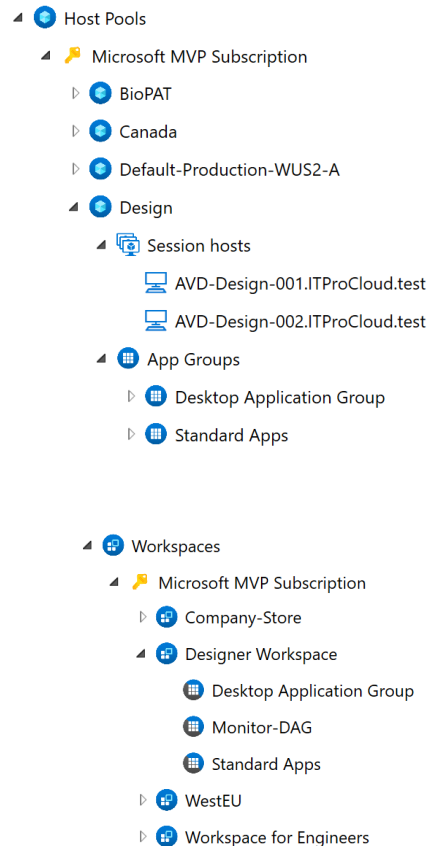 Host Pools
Microsoft MVP Subscription
BioPAT
Canada
Default-Production-WUS2-A
Design
Session hosts
AVD-Design-001.ITProCloud.test
AVD-Design-002.ITProCloud.test
App Groups
Desktop Application Group
Standard Apps
Workspaces
Microsoft MVP Subscription
Company-Store
Designer Workspace
Desktop Application Group
Monitor-DAG
Standard Apps
WestEU
Workspace for Engineers